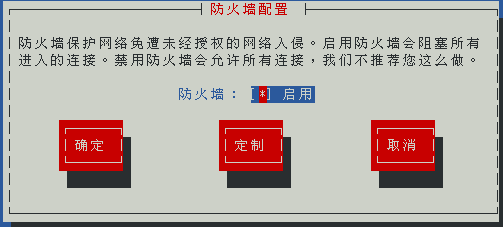 防火墙配置
防火墙保护网络免遭未经授权的网络入侵。启用防火墙会阻塞所有
进入的连接。禁用防火墙会允许所有连接，我们不推荐您这么做。
防火墙： [*] 启用
确定 定制 取消